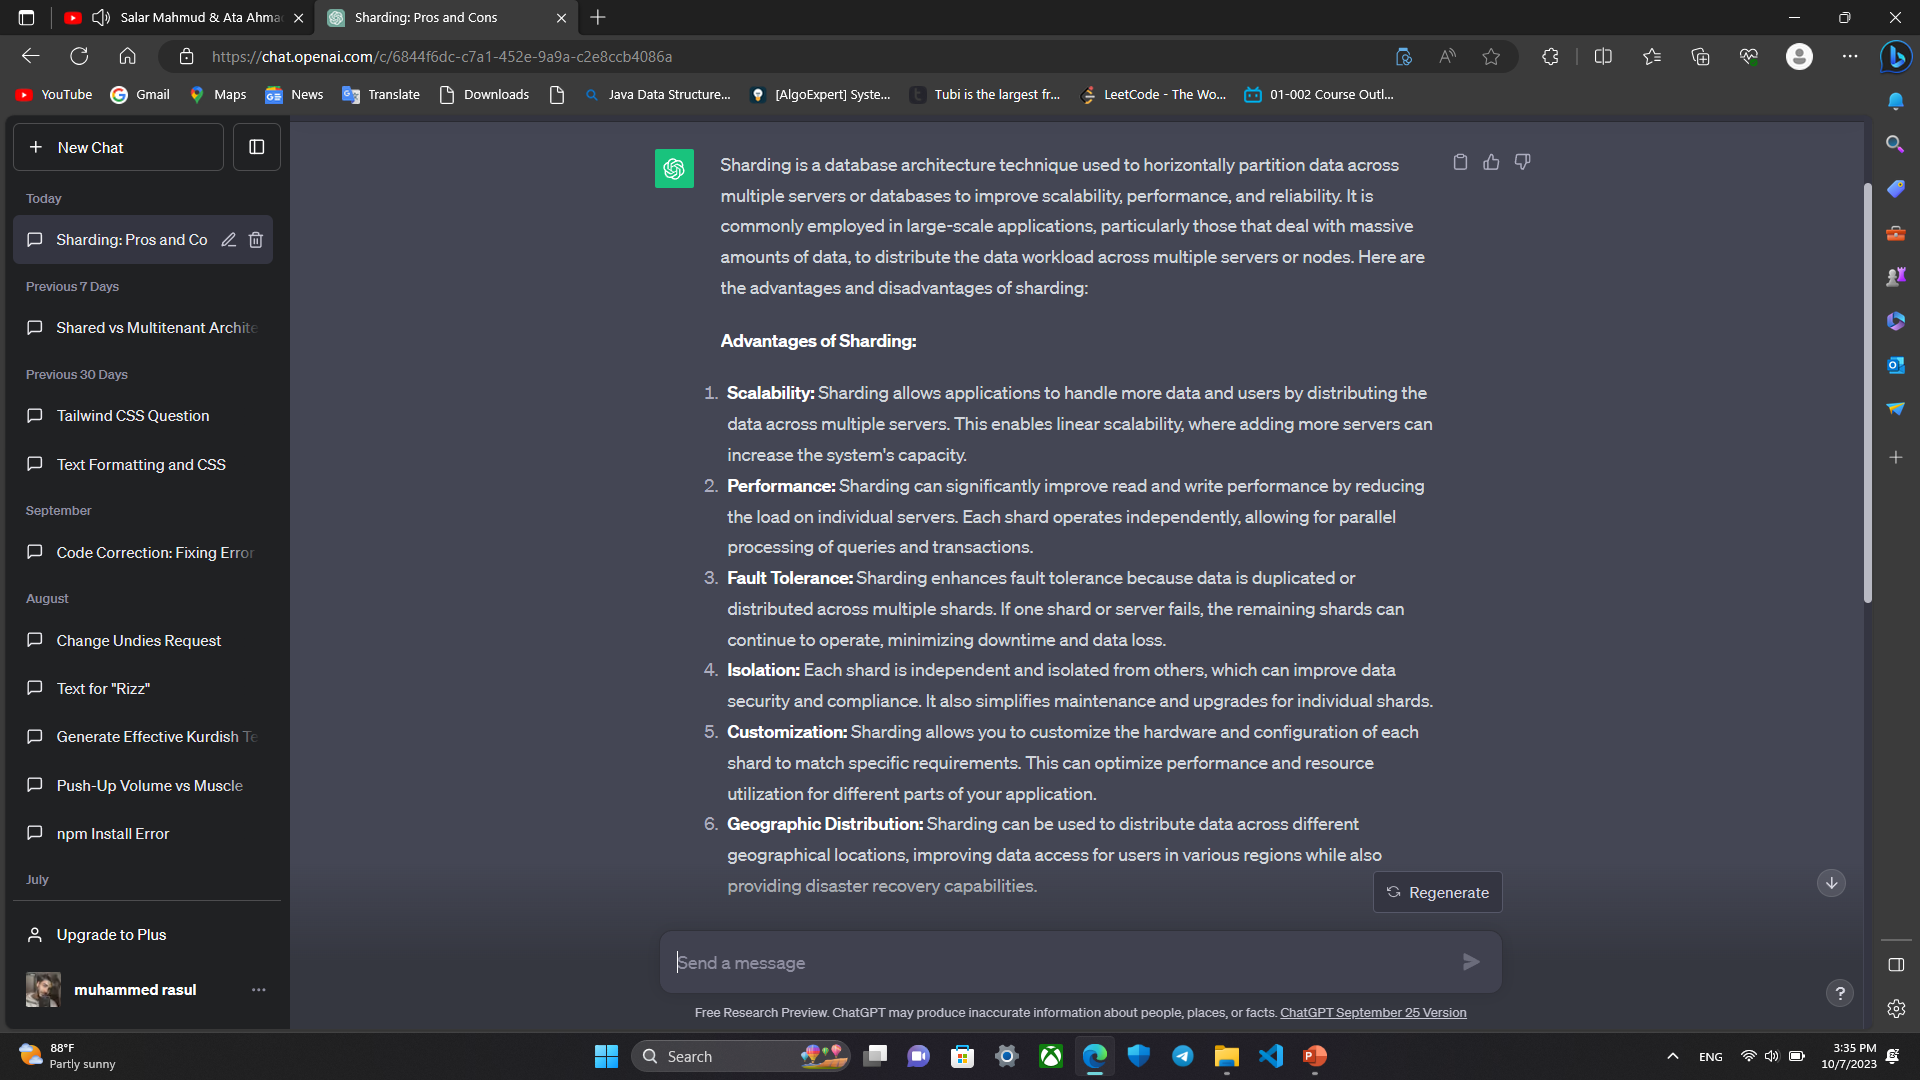 Salar Mahmud & Ata Ahma
Sharding: Pros and Cons
https://chat.openai.com/c/6844f6dc-c7a1-452e-9a9a-c2e8ccb4086a
YouTube
Gmail
Maps
News
Translate
Downloads
Java Data Structure...
[AlgoExpert] Syste...
Tubi is the largest fr...
LeetCode - The Wo...
01-002 Course Outl...
New Chat
Today
Sharding: Pros and Co
Previous 7 Days
Shared vs Multitenant Archite
Previous 30 Days
Tailwind CSS Question
Text Formatting and CSS
September
Code Correction: Fixing Error
August
Change Undies Request
Text for "Rizz"
Generate Effective Kurdish Te
Push-Up Volume vs Muscle
npm Install Error
July
Upgrade to Plus
muhammed rasul
Sharding is a database architecture technique used to horizontally partition data across
multiple servers or databases to improve scalability, performance, and reliability. It is
commonly employed in large-scale applications, particularly those that deal with massive
amounts of data, to distribute the data workload across multiple servers or nodes. Here are
the advantages and disadvantages of sharding:
Advantages of Sharding:
1. Scalability: Sharding allows applications to handle more data and users by distributing the
data across multiple servers. This enables linear scalability, where adding more servers can
increase the system's capacity.
2. Performance: Sharding can significantly improve read and write performance by reducing
the load on individual servers. Each shard operates independently, allowing for parallel
processing of queries and transactions.
3. Fault Tolerance: Sharding enhances fault tolerance because data is duplicated or
distributed across multiple shards. If one shard or server fails, the remaining shards can
continue to operate, minimizing downtime and data loss.
4. Isolation: Each shard is independent and isolated from others, which can improve data
security and compliance. It also simplifies maintenance and upgrades for individual shards.
5. Customization: Sharding allows you to customize the hardware and configuration of each
shard to match specific requirements. This can optimize performance and resource
utilization for different parts of your application.
6. Geographic Distribution: Sharding can be used to distribute data across different
geographical locations, improving data access for users in various regions while also
providing disaster recovery capabilities.
Regenerate
Send a message
Free Research Preview. ChatGPT may produce inaccurate information about people, places, or facts. ChatGPT September 25 Version
?
88°F
Partly sunny
Search
ENG
3:35 PM
10/7/2023